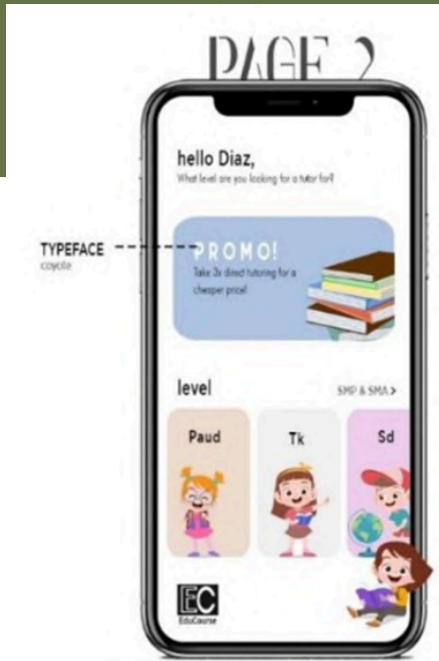 PAGE 2
hello Diaz,
What level are you looking for a tutor for?
TYPEFACE
coyote
PROMO!
Take 3x direct tutoring for a
cheaper price!
level
SMP & SMA >
Paud
Tk
Sd
EC
EduCourse